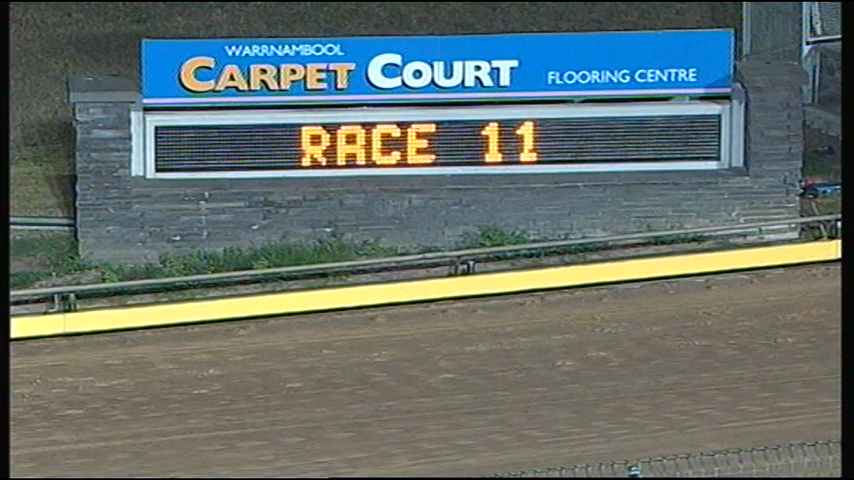 WARRNAMBOOL
CARPET COURT
FLOORING CENTRE
RACE 11